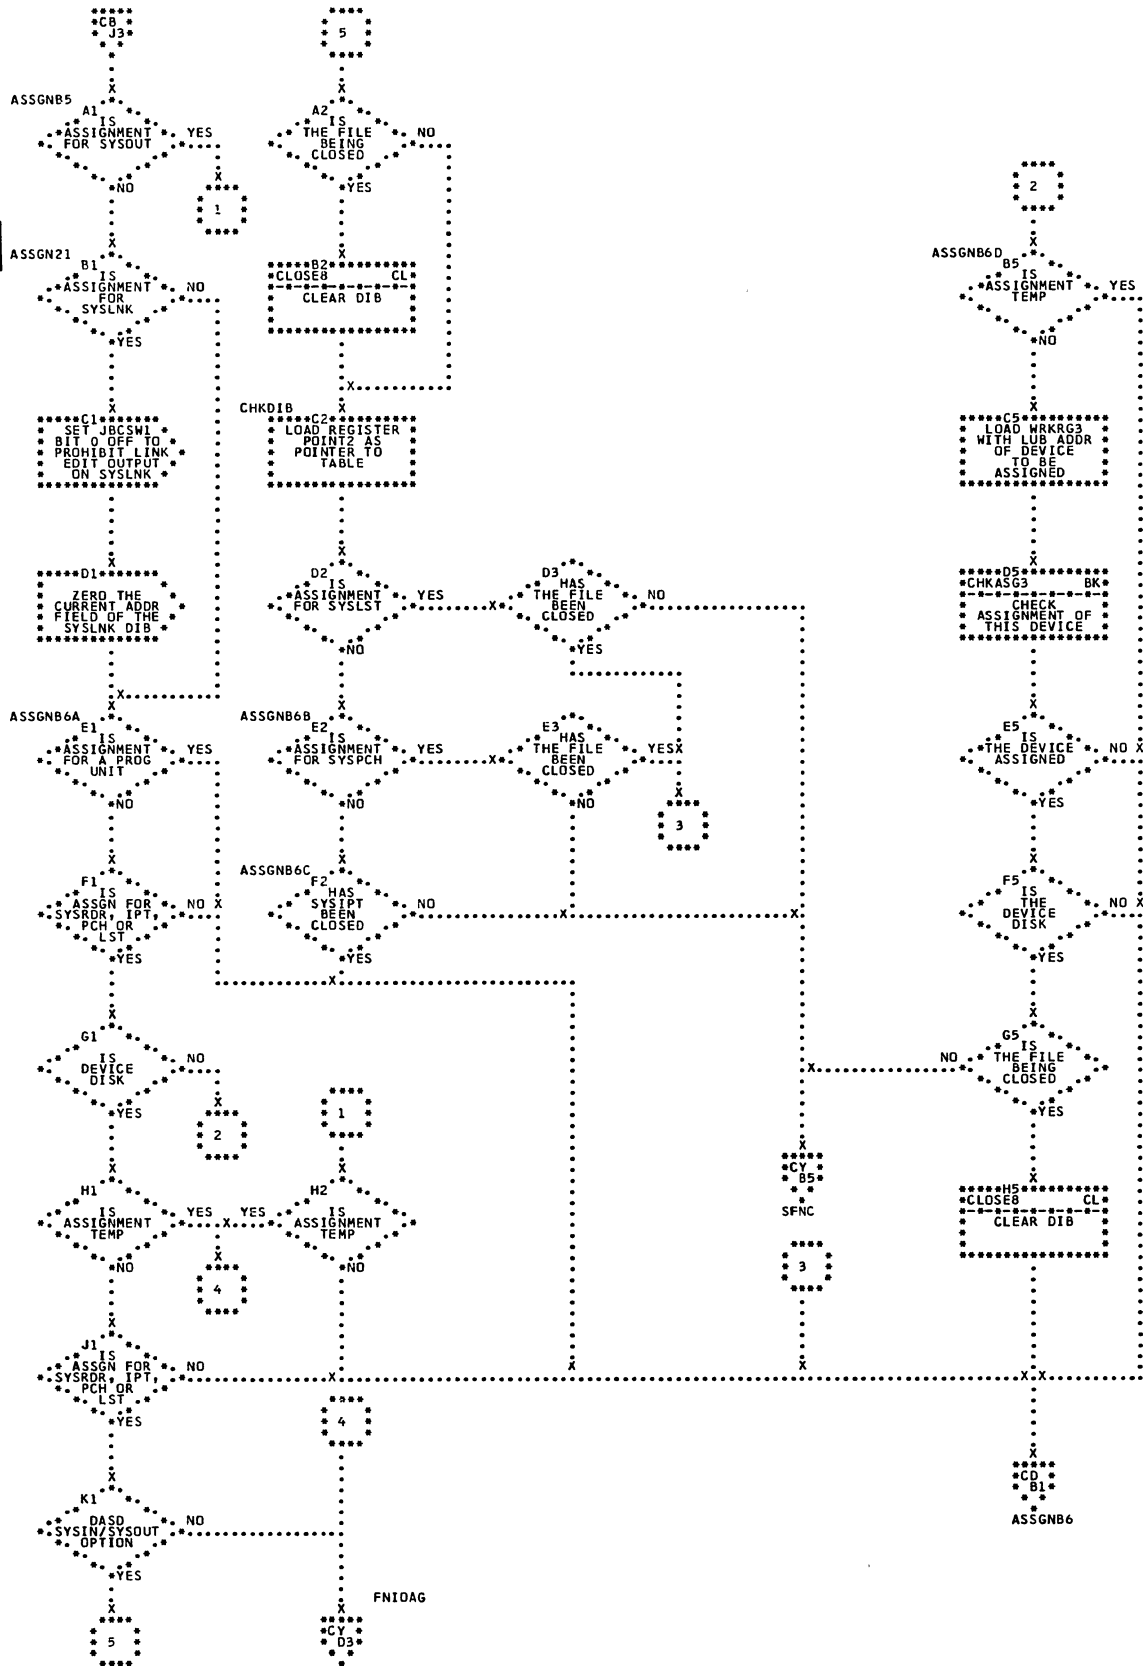 CB
J3
5
ASSGNB5
A1
IS
ASSIGNMENT
FOR SYSOUT
YES
NO
1
A2
IS
THE FILE
BEING
CLOSED
NO
YES
2
ASSGN21
B1
IS
ASSIGNMENT
FOR
SYSLNK
NO
YES
B2
CLOSE8 CL
CLEAR DIB
ASSGNB6D
B5
IS
ASSIGNMENT
TEMP
YES
NO
C1
SET JBCSW1
BIT 0 OFF TO
PROHIBIT LINK
EDIT OUTPUT
ON SYSLNK
CHKDIB
C2
LOAD REGISTER
POINT2 AS
POINTER TO
TABLE
C5
LOAD WRKRG3
WITH LUB ADDR
OF DEVICE
TO BE
ASSIGNED
D1
ZERO THE
CURRENT ADDR
FIELD OF THE
SYSLNK DIB
D2
IS
ASSIGNMENT
FOR SYSLST
YES
NO
D3
HAS
THE FILE
BEEN
CLOSED
NO
YES
D5
CHKASG3 BK
CHECK
ASSIGNMENT OF
THIS DEVICE
ASSGNB6A
E1
IS
ASSIGNMENT
FOR A PROG
UNIT
YES
NO
ASSGNB6B
E2
IS
ASSIGNMENT
FOR SYSPCH
YES
NO
E3
HAS
THE FILE
BEEN
CLOSED
YES
NO
3
E5
IS
THE DEVICE
ASSIGNED
NO
YES
F1
IS
ASSGN FOR
SYSRDR, IPT,
PCH OR
LST
NO
YES
ASSGNB6C
F2
HAS
SYSIPT
BEEN
CLOSED
NO
YES
F5
IS
THE
DEVICE
DISK
NO
YES
G1
IS
DEVICE
DISK
NO
YES
2
1
G5
IS
THE FILE
BEING
CLOSED
NO
YES
H1
IS
ASSIGNMENT
TEMP
YES
NO
4
H2
IS
ASSIGNMENT
TEMP
YES
NO
CY
B5
SFNC
3
H5
CLOSE8 CL
CLEAR DIB
J1
IS
ASSGN FOR
SYSRDR, IPT,
PCH OR
LST
NO
YES
4
CD
B1
ASSGNB6
K1
DASD
SYSIN/SYSOUT
OPTION
NO
YES
5
FNIOAG
CY
D3